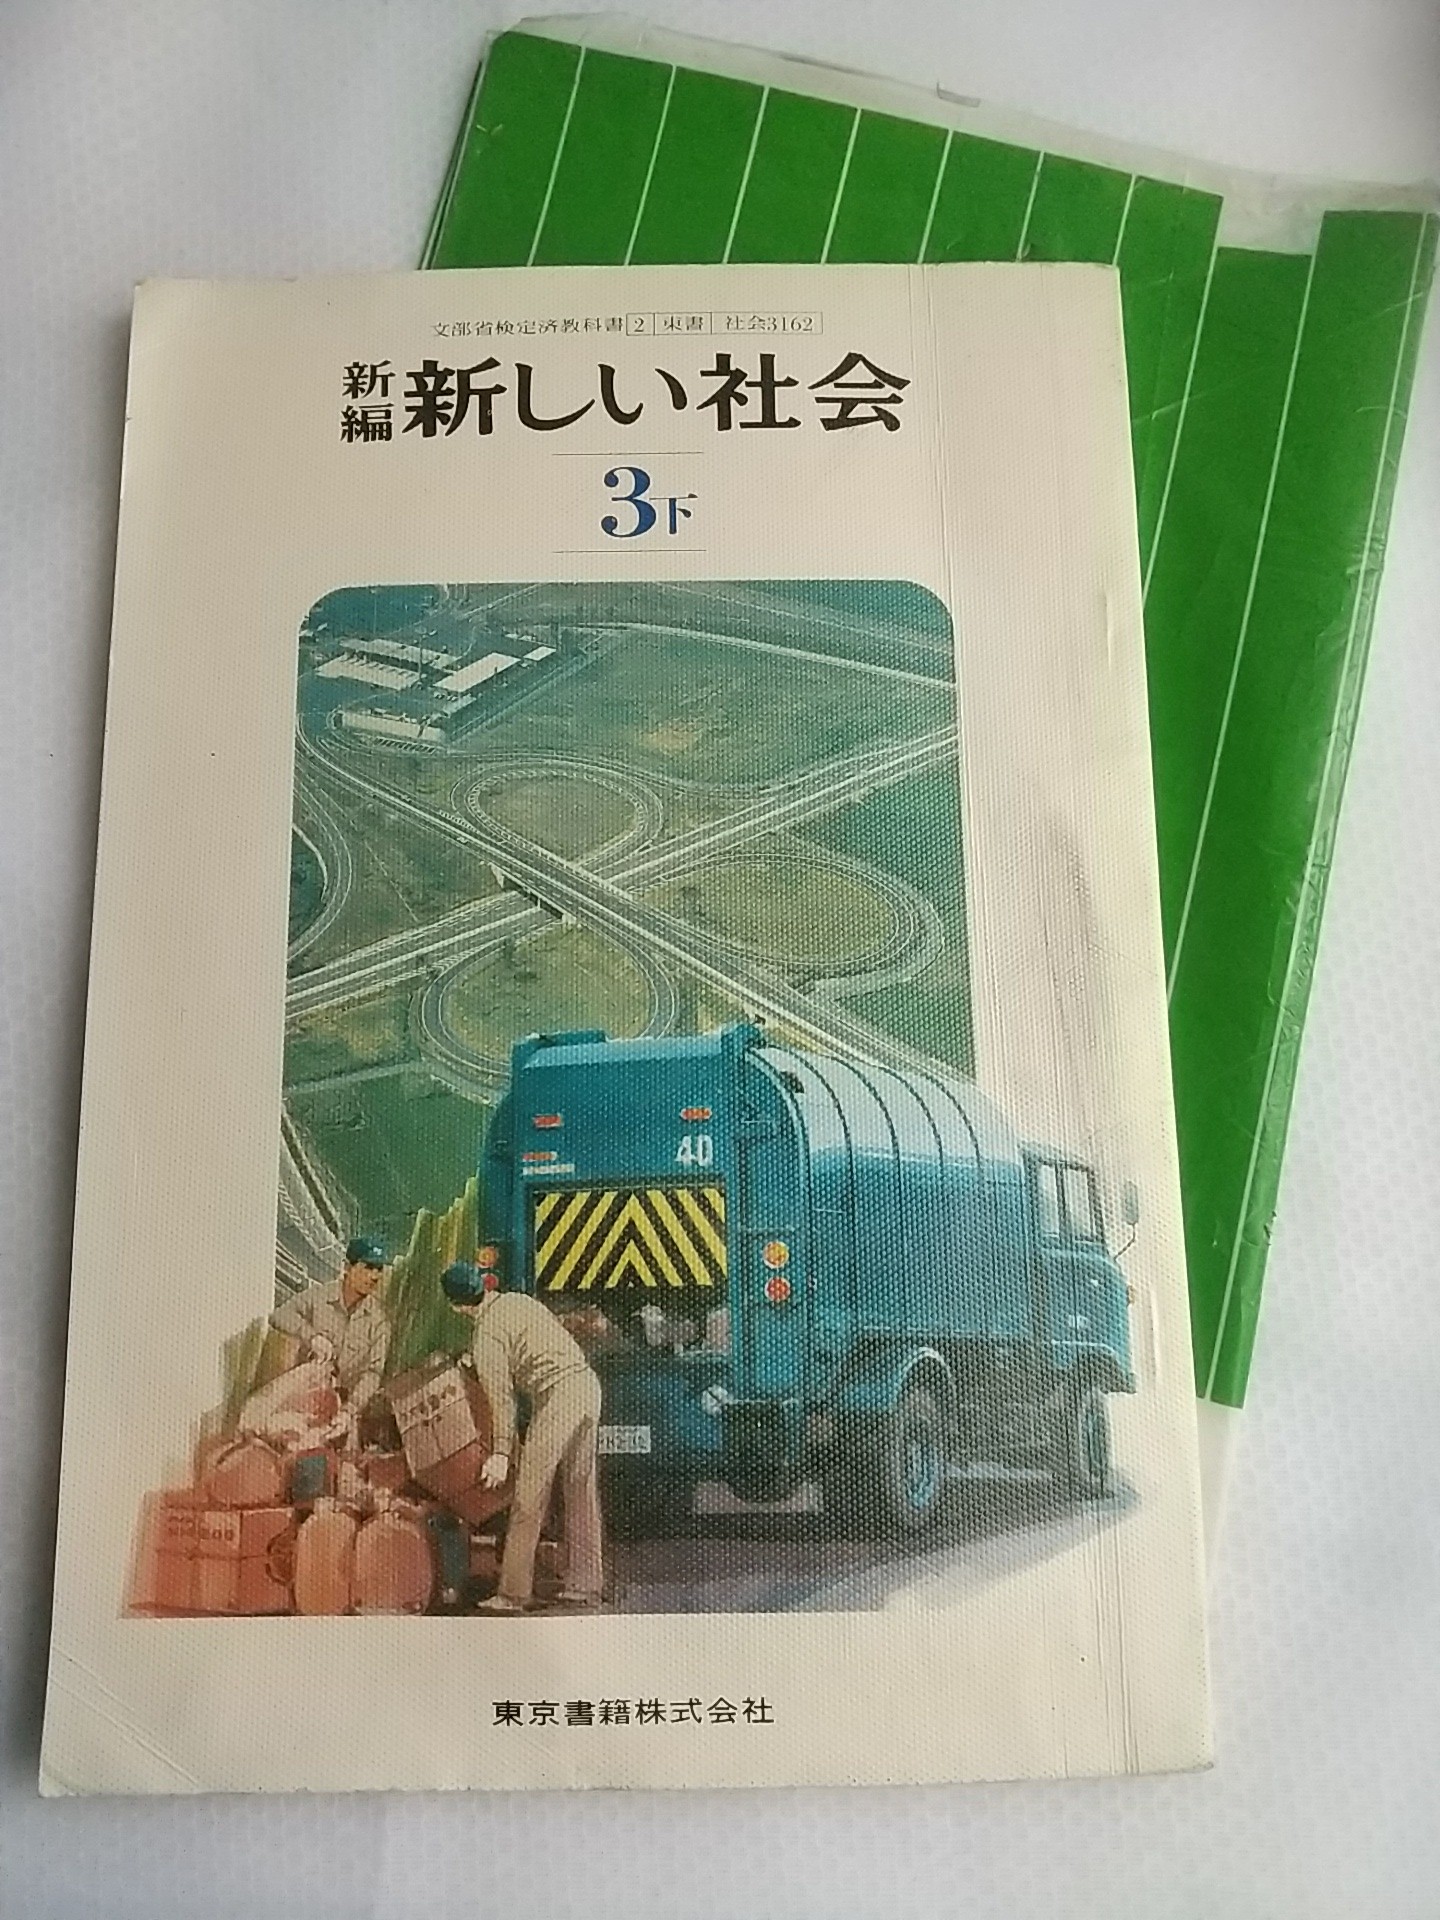 文部省検定済教科書 2 東書 社会3162
新編 新しい社会
3下
40
東京書籍株式会社